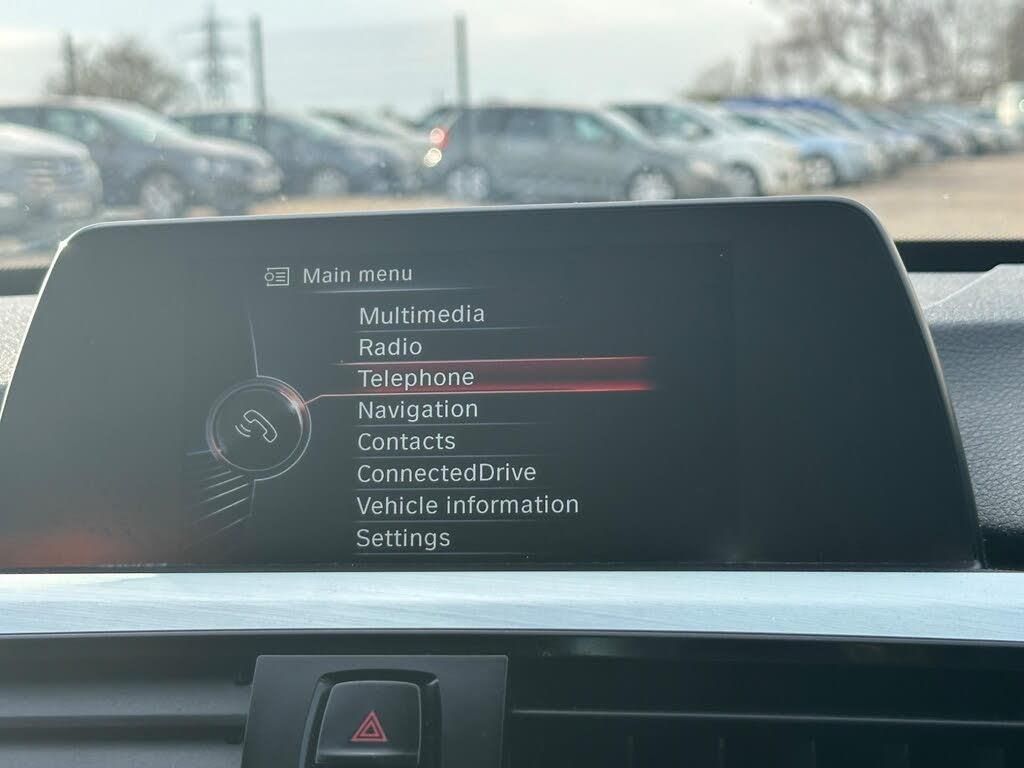 Main menu
Multimedia
Radio
Telephone
Navigation
Contacts
ConnectedDrive
Vehicle information
Settings